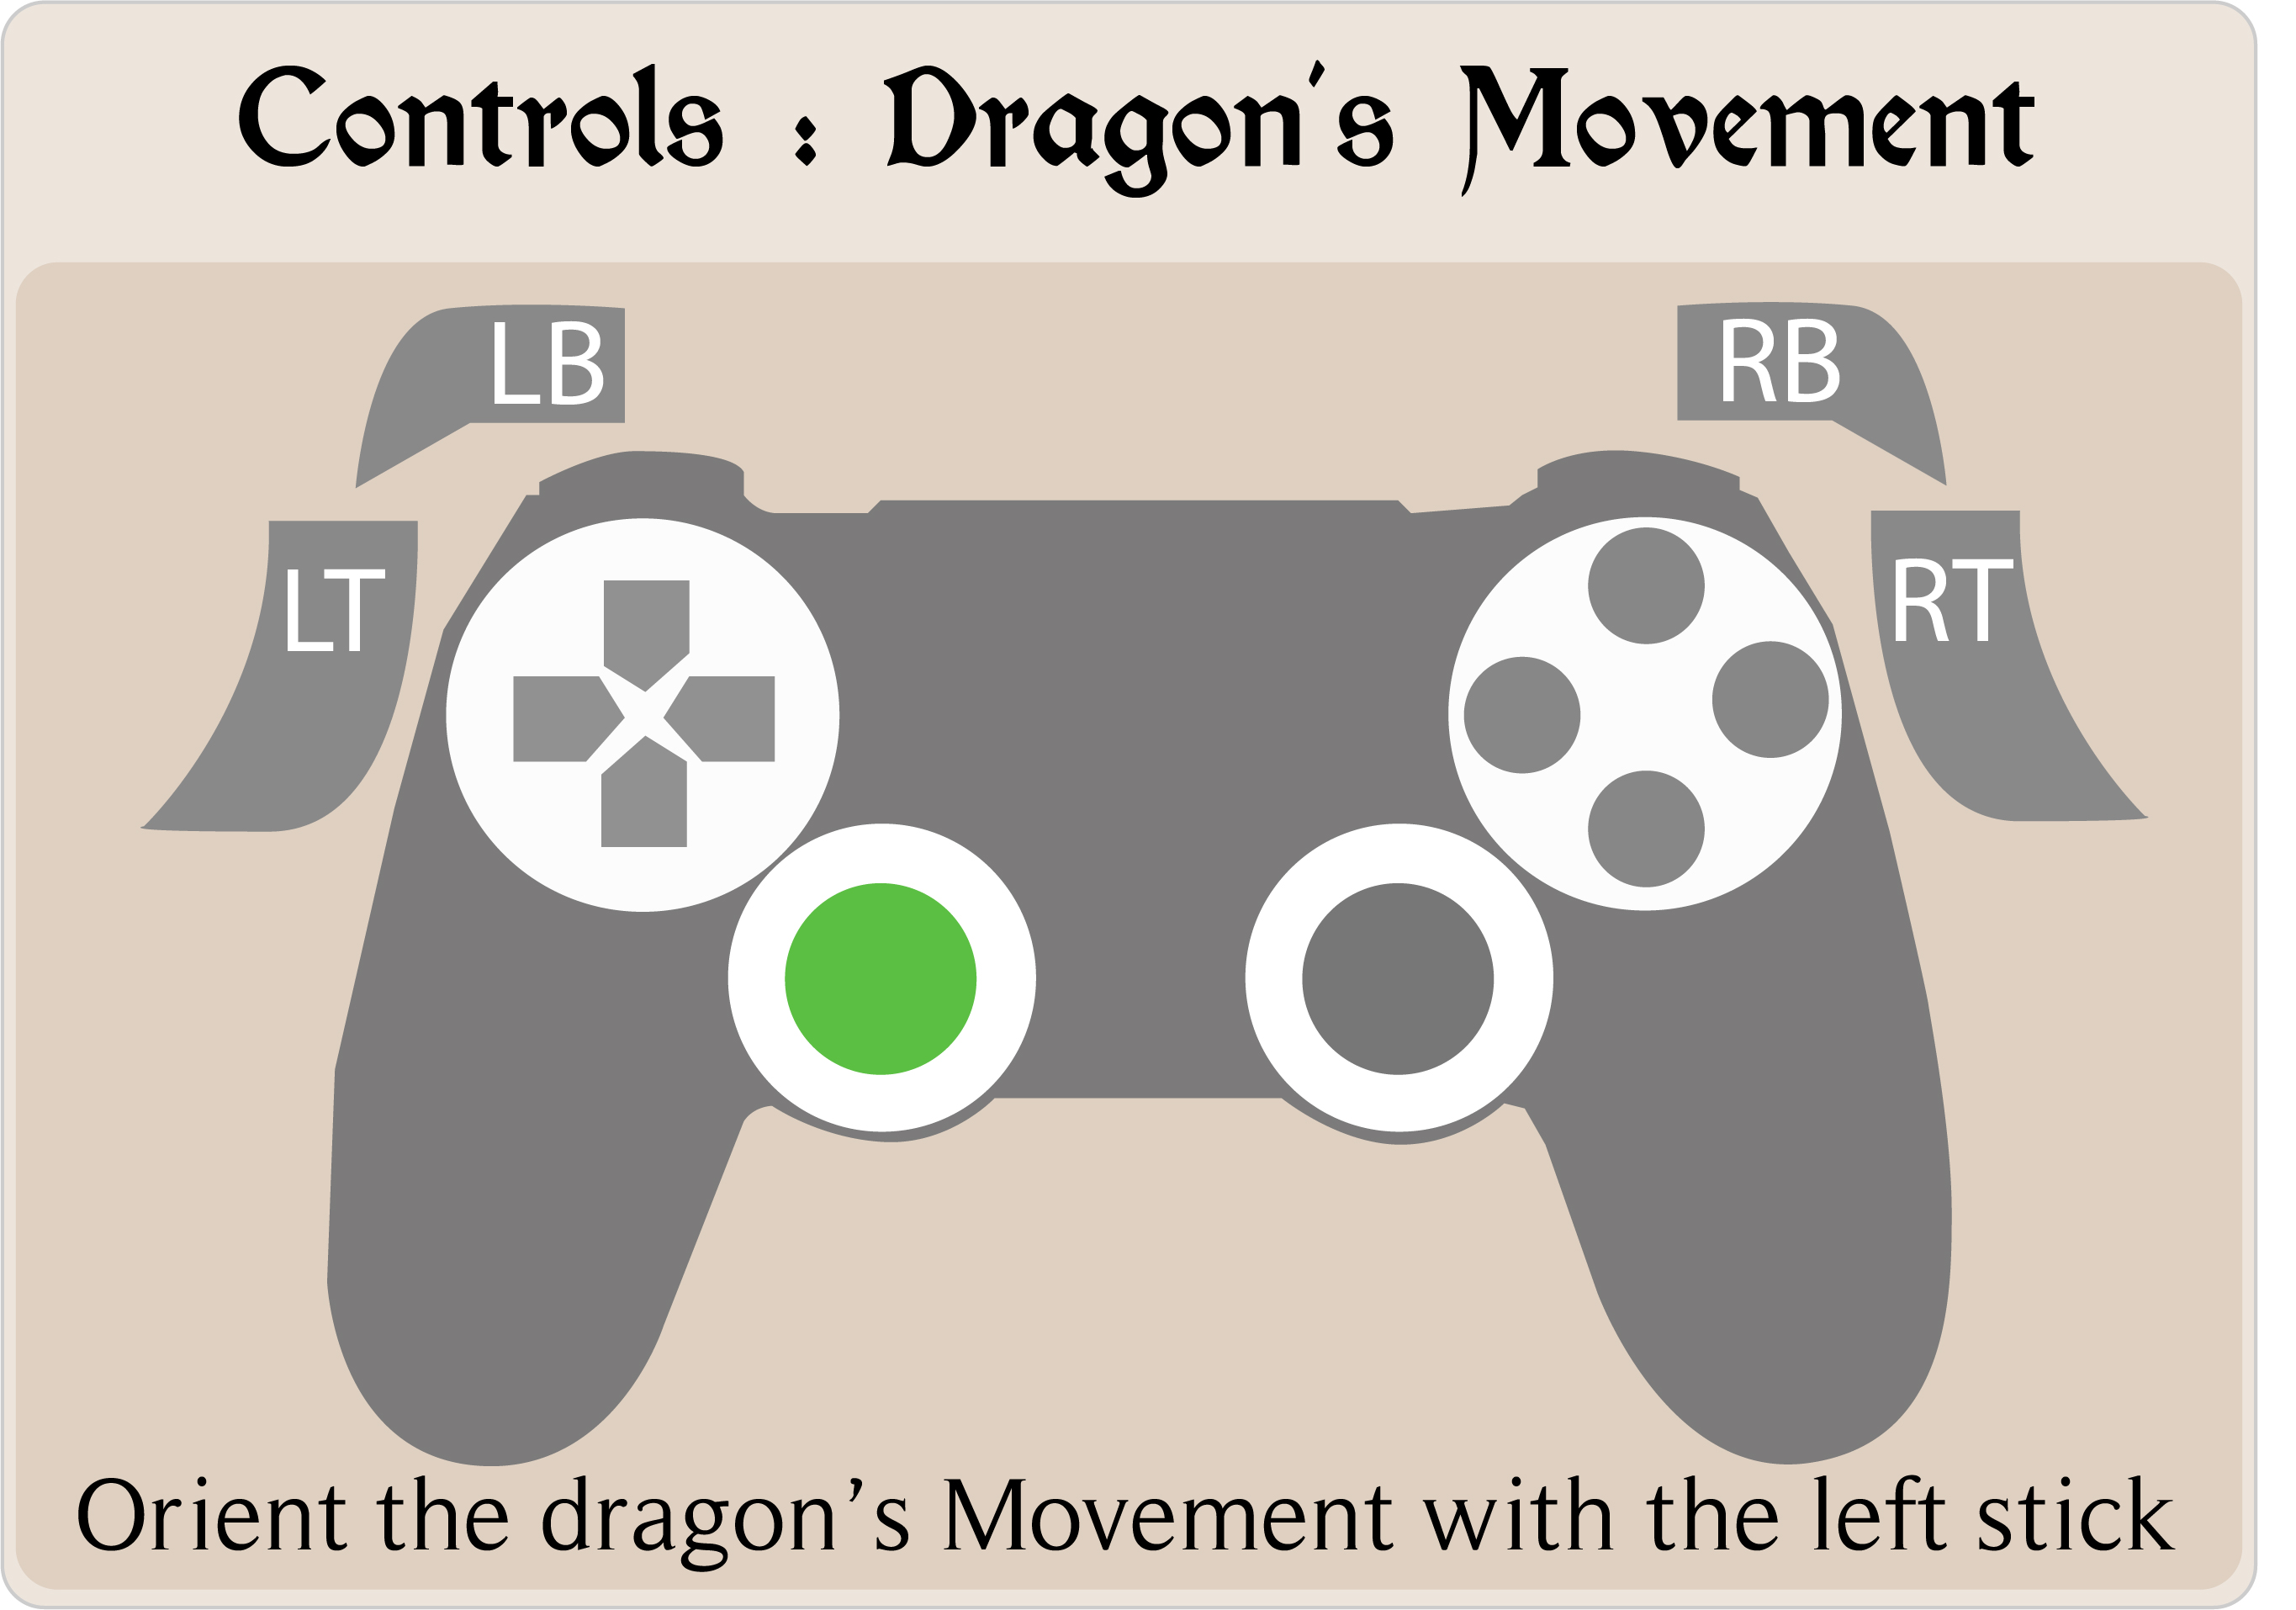 Controls : Dragon's Movement
LB RB
LT RT
Orient the dragon's Movement with the left stick